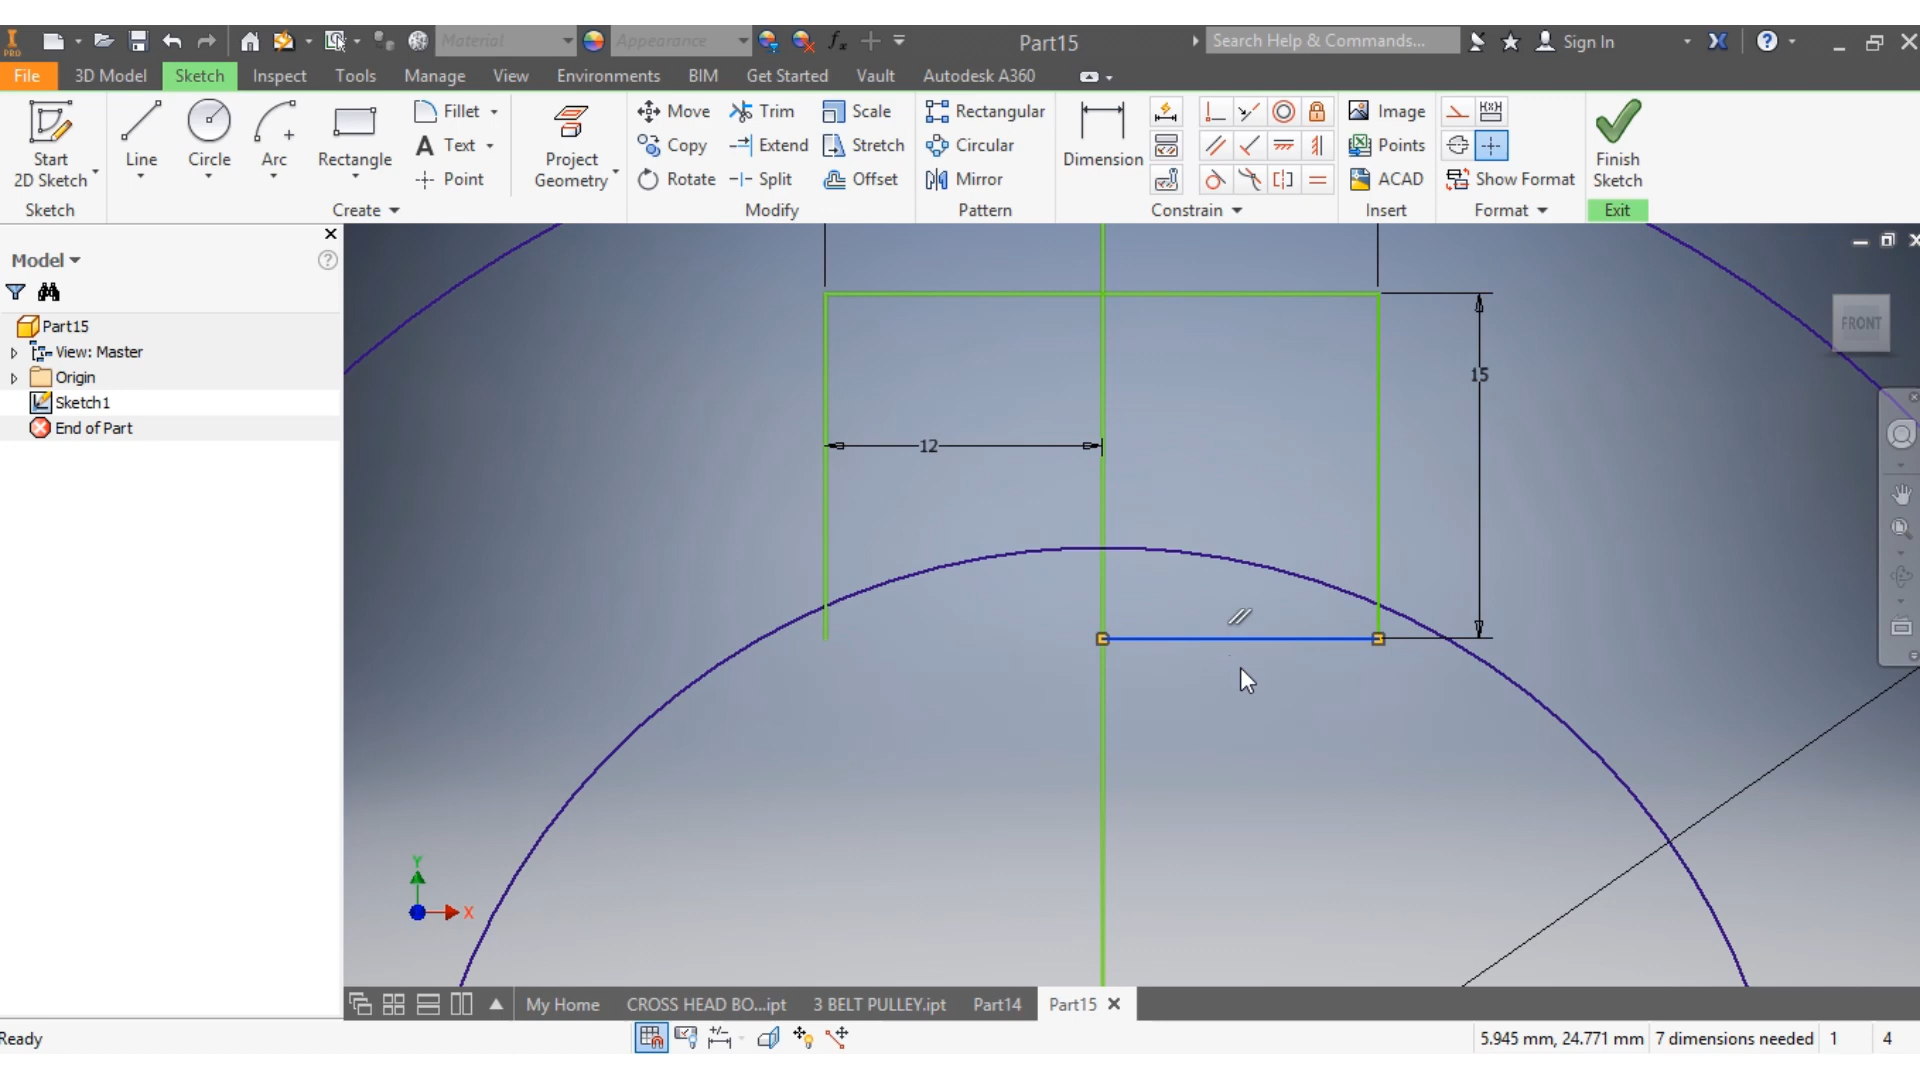 PRO
Material
Appearance
fx
Part15
Search Help & Commands...
Sign In
File
3D Model
Sketch
Inspect
Tools
Manage
View
Environments
BIM
Get Started
Vault
Autodesk A360
Start
2D Sketch
Line
Circle
Arc
Rectangle
Fillet
Text
Point
Project
Geometry
Move
Copy
Rotate
Trim
Extend
Split
Scale
Stretch
Offset
Rectangular
Circular
Mirror
Dimension
Image
Points
ACAD
Show Format
Finish
Sketch
Sketch
Create
Modify
Pattern
Constrain
Insert
Format
Exit
Model
Part15
View: Master
Origin
Sketch1
End of Part
FRONT
15
12
Y
X
My Home
CROSS HEAD BO...ipt
3 BELT PULLEY.ipt
Part14
Part15
Ready
5.945 mm, 24.771 mm
7 dimensions needed
1
4